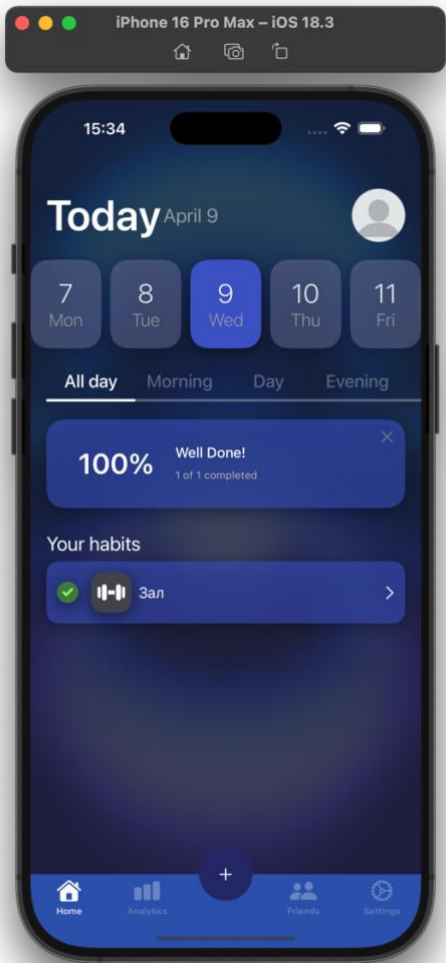 iPhone 16 Pro Max – iOS 18.3
15:34
Today April 9
7 8 9 10 11
Mon Tue Wed Thu Fri
All day Morning Day Evening
100%
Well Done!
1 of 1 completed
Your habits
Зал
+
Home Analytics Friends Settings